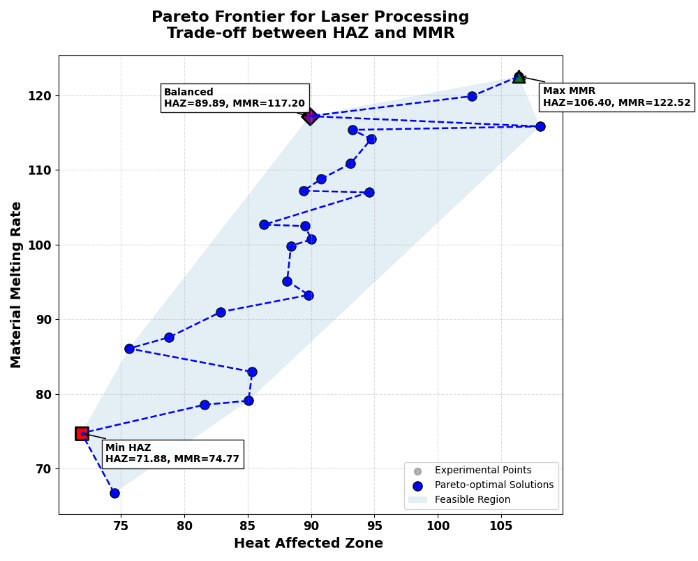 Pareto Frontier for Laser Processing
Trade-off between HAZ and MMR
Material Melting Rate
120
110
100
90
80
70
Balanced
HAZ=89.89, MMR=117.20
Max MMR
HAZ=106.40, MMR=122.52
Min HAZ
HAZ=71.88, MMR=74.77
Experimental Points
Pareto-optimal Solutions
Feasible Region
75 80 85 90 95 100 105
Heat Affected Zone